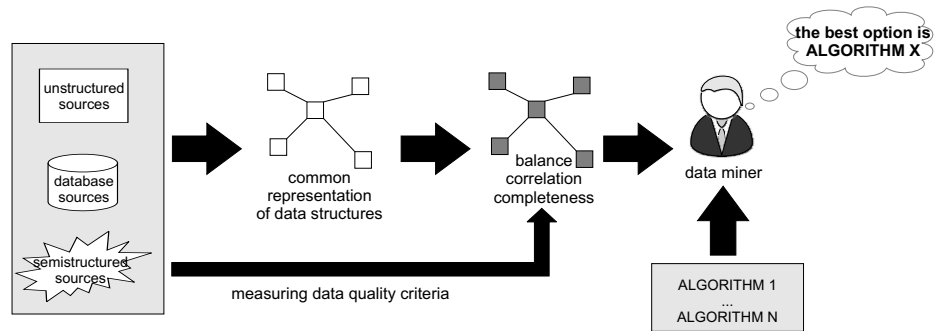 unstructured
sources
database
sources
semistructured
sources
common
representation
of data structures
measuring data quality criteria
balance
correlation
completeness
data miner
the best option is
ALGORITHM X
ALGORITHM 1
...
ALGORITHM N